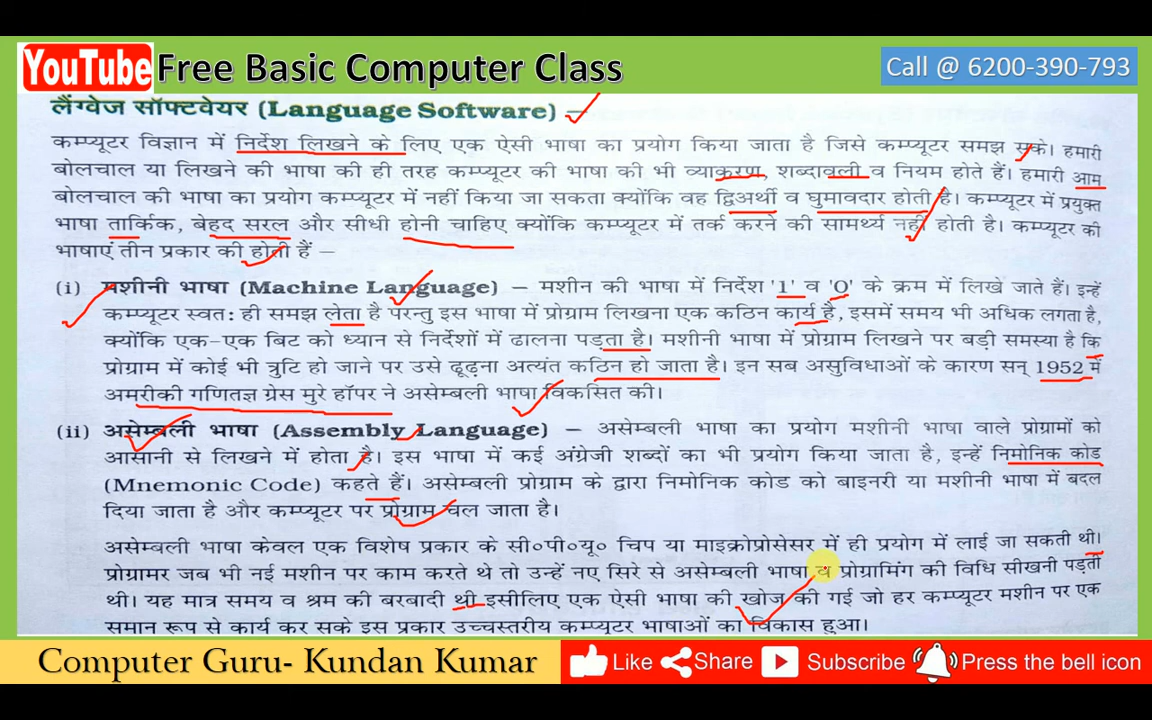 YouTube Free Basic Computer Class
Call @ 6200-390-793
लैंग्वेज सॉफ्टवेयर (Language Software) –
कम्प्यूटर विज्ञान में निर्देश लिखने के लिए एक ऐसी भाषा का प्रयोग किया जाता है जिसे कम्प्यूटर समझ सके। हमारी
बोलचाल या लिखने की भाषा की ही तरह कम्प्यूटर की भाषा की भी व्याकरण, शब्दावली व नियम होते हैं। हमारी आम
बोलचाल की भाषा का प्रयोग कम्प्यूटर में नहीं किया जा सकता क्योंकि वह द्विअर्थी व घुमावदार होती है। कम्प्यूटर में प्रयुक्त
भाषा तार्किक, बेहद सरल और सीधी होनी चाहिए क्योंकि कम्प्यूटर में तर्क करने की सामर्थ्य नहीं होती है। कम्प्यूटर की
भाषाएं तीन प्रकार की होती हैं –
(i) मशीनी भाषा (Machine Language) – मशीन की भाषा में निर्देश '1' व 'O' के क्रम में लिखे जाते हैं। इन्हें
कम्प्यूटर स्वत: ही समझ लेता है परन्तु इस भाषा में प्रोग्राम लिखना एक कठिन कार्य है, इसमें समय भी अधिक लगता है,
क्योंकि एक-एक बिट को ध्यान से निर्देशों में ढालना पड़ता है। मशीनी भाषा में प्रोग्राम लिखने पर बड़ी समस्या है कि
प्रोग्राम में कोई भी त्रुटि हो जाने पर उसे ढूढ़ना अत्यंत कठिन हो जाता है। इन सब असुविधाओं के कारण सन् 1952 में
अमरीकी गणितज्ञ ग्रेस मुरे हॉपर ने असेम्बली भाषा विकसित की।
(ii) असेम्बली भाषा (Assembly Language) – असेम्बली भाषा का प्रयोग मशीनी भाषा वाले प्रोग्रामों को
आसानी से लिखने में होता है। इस भाषा में कई अंग्रेजी शब्दों का भी प्रयोग किया जाता है, इन्हें निमोनिक कोड
(Mnemonic Code) कहते हैं। असेम्बली प्रोग्राम के द्वारा निमोनिक कोड को बाइनरी या मशीनी भाषा में बदल
दिया जाता है और कम्प्यूटर पर प्रोग्राम चल जाता है।
असेम्बली भाषा केवल एक विशेष प्रकार के सी०पी०यू० चिप या माइक्रोप्रोसेसर में ही प्रयोग में लाई जा सकती थी।
प्रोग्रामर जब भी नई मशीन पर काम करते थे तो उन्हें नए सिरे से असेम्बली भाषा व प्रोग्रामिंग की विधि सीखनी पड़ती
थी। यह मात्र समय व श्रम की बरबादी थी इसीलिए एक ऐसी भाषा की खोज की गई जो हर कम्प्यूटर मशीन पर एक
समान रूप से कार्य कर सके इस प्रकार उच्चस्तरीय कम्प्यूटर भाषाओं का विकास हुआ।
Computer Guru- Kundan Kumar
Like Share Subscribe Press the bell icon